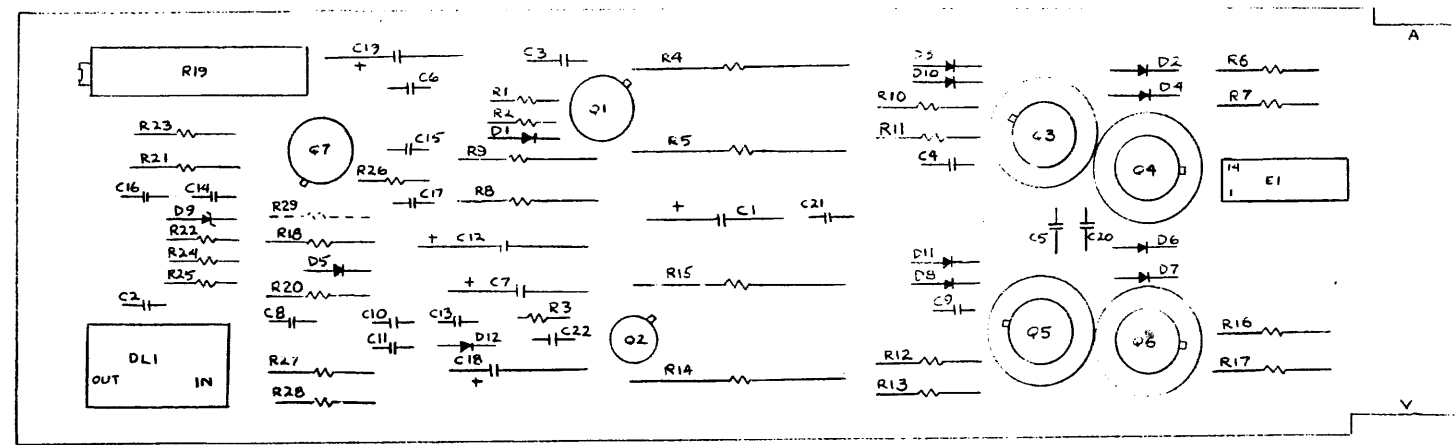 A
C19
+
C3
R4
D3
D2
R6
R19
C6
D10
D4
R7
R1
Q1
R10
R2
R23
D1
R11
Q3
C15
R5
Q7
R9
R21
C4
Q4
14
E1
1
R26
C16
C14
C17
R8
D9
R29
+
C1
C21
R22
R18
+
C12
C5
C20
D6
R24
D5
D11
R25
D8
D7
R20
+
C7
R15
C2
C9
C8
C10
C13
R3
Q5
Q6
R16
C11
D12
C22
Q2
DL1
R27
C18
R12
R17
OUT
IN
+
R14
R13
R28
V